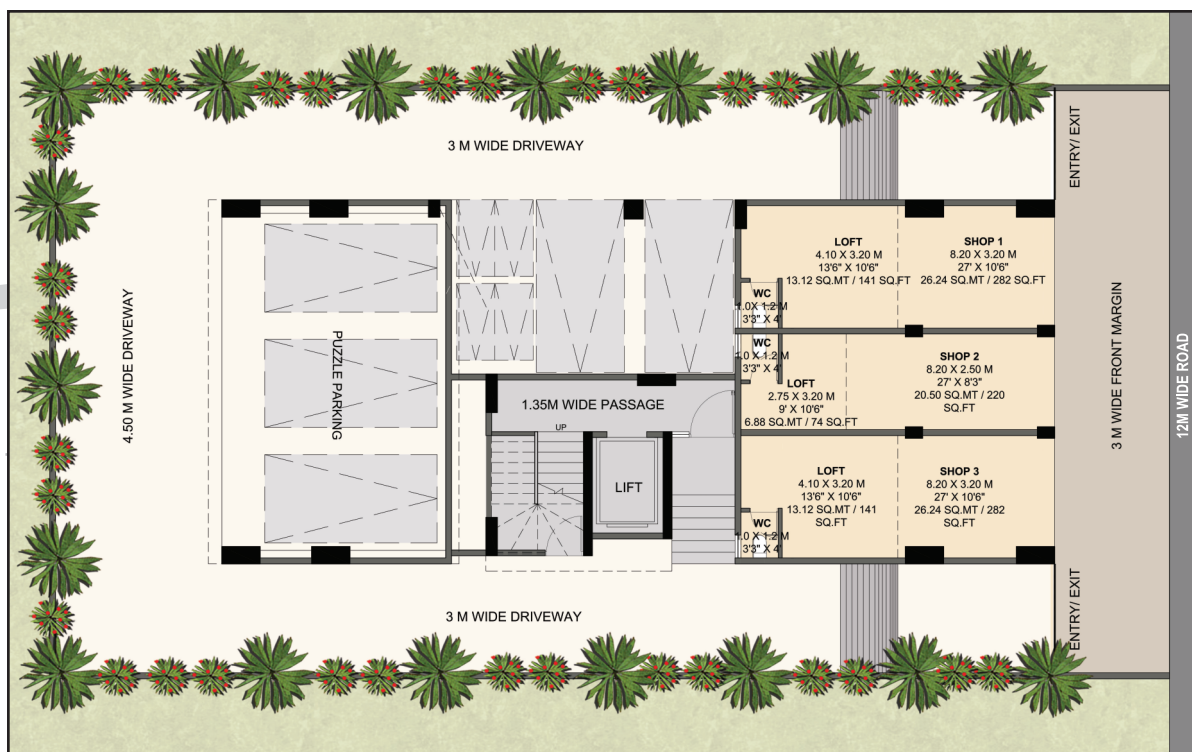 3 M WIDE DRIVEWAY
ENTRY/ EXIT
LOFT
4.10 X 3.20 M
13'6" X 10'6"
13.12 SQ.MT / 141 SQ.FT
SHOP 1
8.20 X 3.20 M
27' X 10'6"
26.24 SQ.MT / 282 SQ.FT
WC
1.0X 1.2 M
3'3" X 4'
WC
1.0 X 1.2 M
3'3" X 4'
SHOP 2
8.20 X 2.50 M
27' X 8'3"
20.50 SQ.MT / 220
SQ.FT
LOFT
2.75 X 3.20 M
9' X 10'6"
6.88 SQ.MT / 74 SQ.FT
4.50 M WIDE DRIVEWAY
PUZZLE PARKING
1.35M WIDE PASSAGE
UP
LIFT
LOFT
4.10 X 3.20 M
13'6" X 10'6"
13.12 SQ.MT / 141
SQ.FT
SHOP 3
8.20 X 3.20 M
27' X 10'6"
26.24 SQ.MT / 282
SQ.FT
WC
1.0 X 1.2 M
3'3" X 4'
3 M WIDE FRONT MARGIN
12M WIDE ROAD
3 M WIDE DRIVEWAY
ENTRY/ EXIT